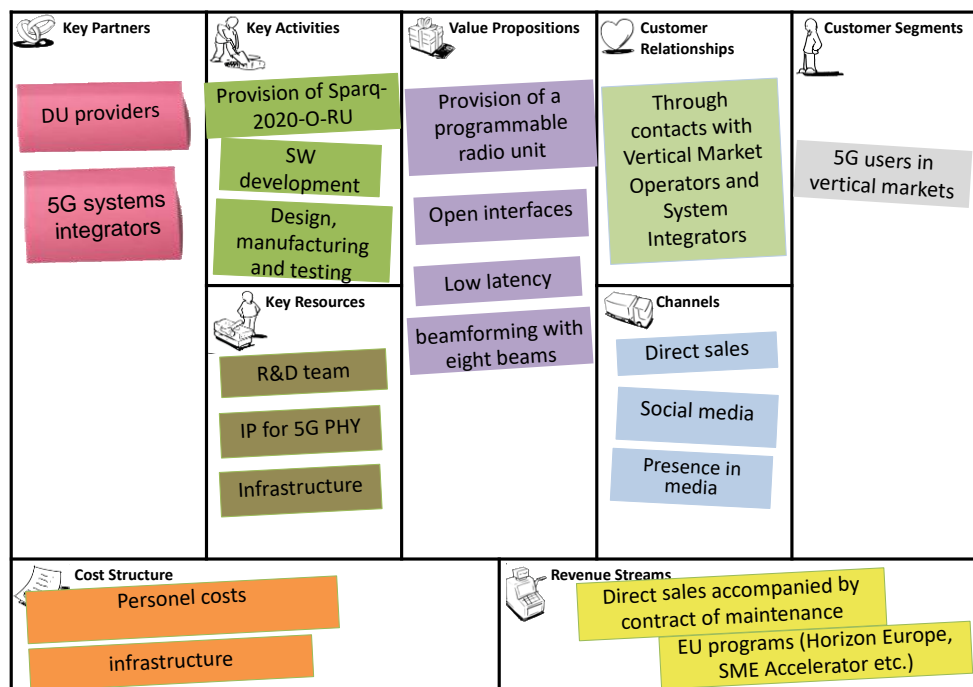 Key Partners
DU providers
5G systems
integrators
Key Activities
Provision of Sparq-
2020-O-RU
SW
development
Design,
manufacturing
and testing
Key Resources
R&D team
IP for 5G PHY
Infrastructure
Value Propositions
Provision of a
programmable
radio unit
Open interfaces
Low latency
beamforming with
eight beams
Customer
Relationships
Through
contacts with
Vertical Market
Operators and
System
Integrators
Channels
Direct sales
Social media
Presence in
media
Customer Segments
5G users in
vertical markets
Cost Structure
Personel costs
infrastructure
Revenue Streams
Direct sales accompanied by
contract of maintenance
EU programs (Horizon Europe,
SME Accelerator etc.)